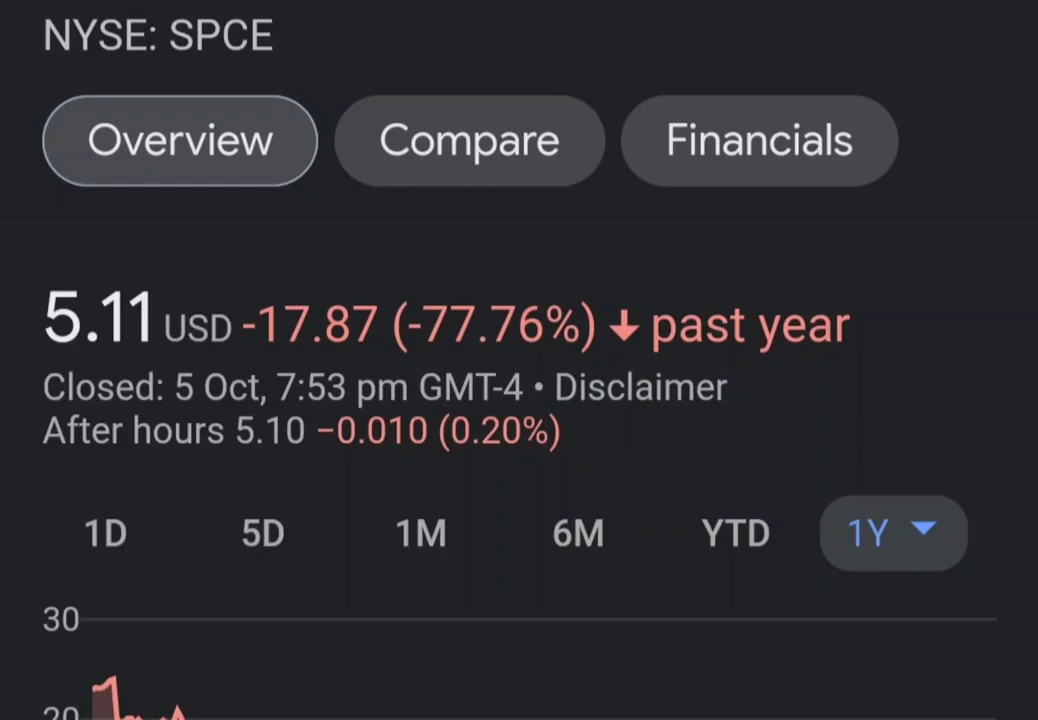 NYSE: SPCE
Overview Compare Financials
5.11 USD -17.87 (-77.76%) ↓ past year
Closed: 5 Oct, 7:53 pm GMT-4 • Disclaimer
After hours 5.10 −0.010 (0.20%)
1D 5D 1M 6M YTD 1Y
30
20